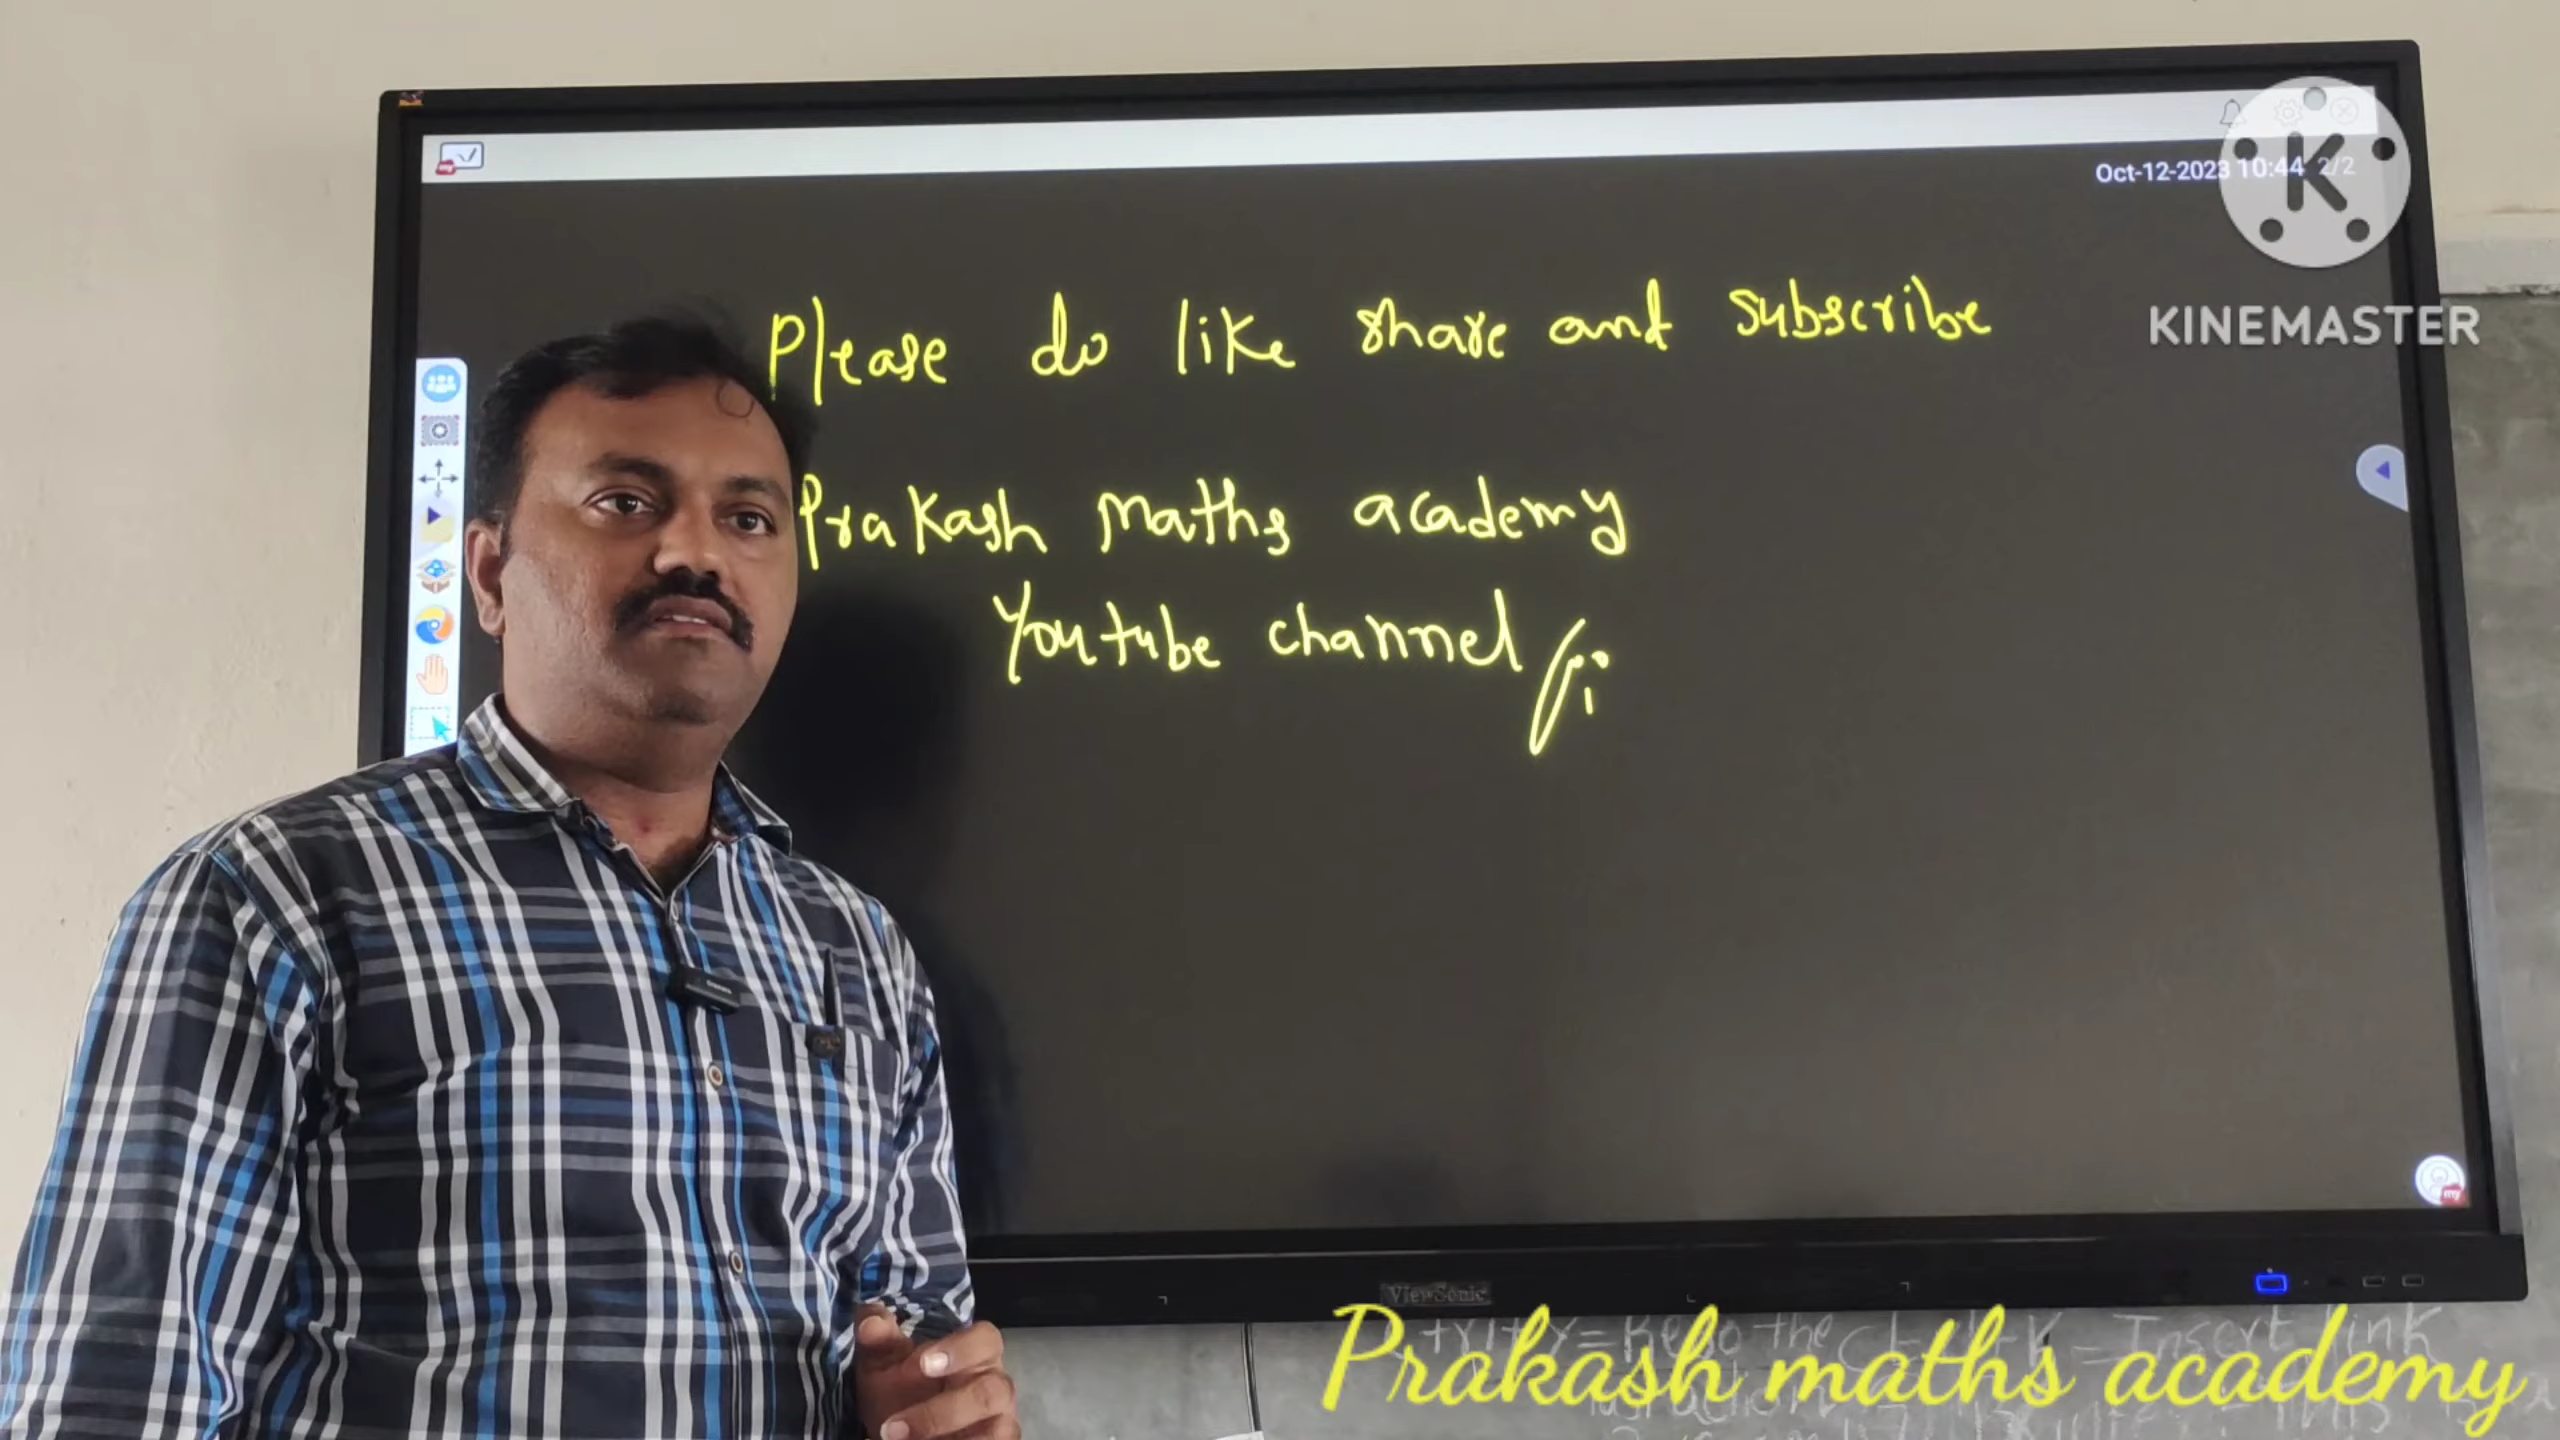 Oct-12-2023 10:44 2/2
KINEMASTER
Please do like share and subscribe
Prakash maths academy
Youtube channel
ViewSonic
Prakash maths academy